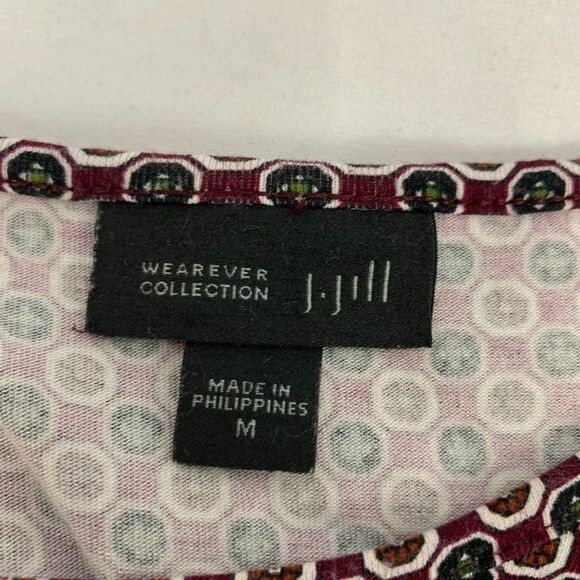 WEAREVER
COLLECTION
J.Jill
MADE IN
PHILIPPINES
M